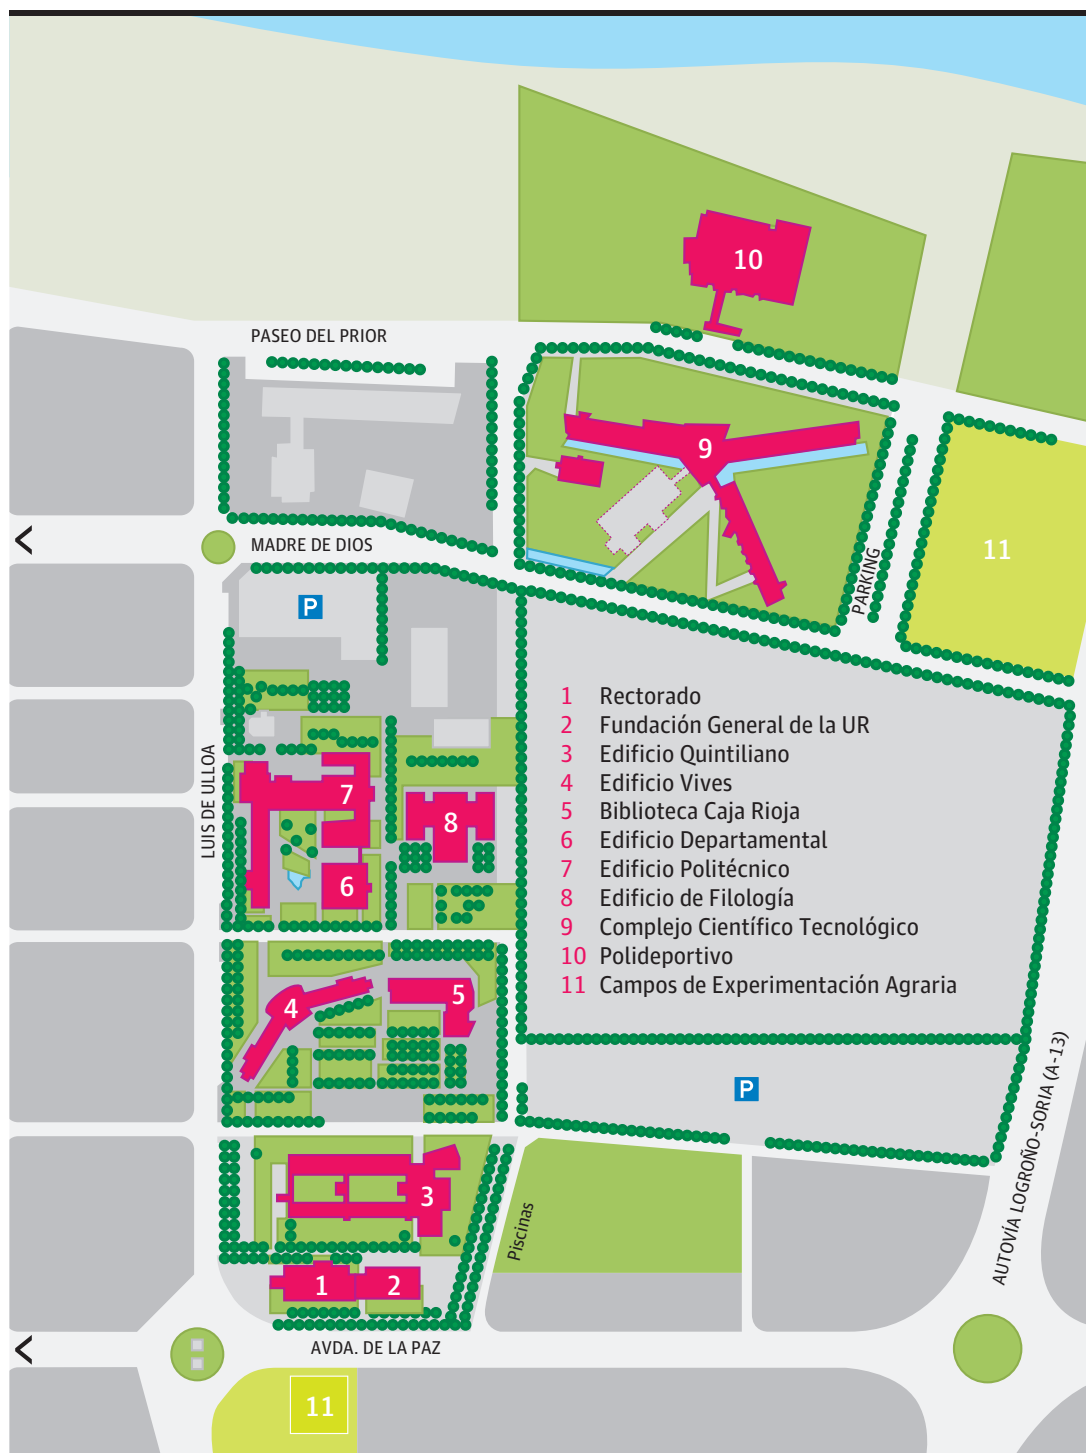 10
PASEO DEL PRIOR
9
MADRE DE DIOS
11
PARKING
P
1 Rectorado
2 Fundación General de la UR
3 Edificio Quintiliano
4 Edificio Vives
5 Biblioteca Caja Rioja
6 Edificio Departamental
7 Edificio Politécnico
8 Edificio de Filología
9 Complejo Científico Tecnológico
10 Polideportivo
11 Campos de Experimentación Agraria
LUIS DE ULLOA
7
8
6
5
4
P
AUTOVÍA LOGROÑO-SORIA (A-13)
3
Piscinas
1
2
AVDA. DE LA PAZ
11